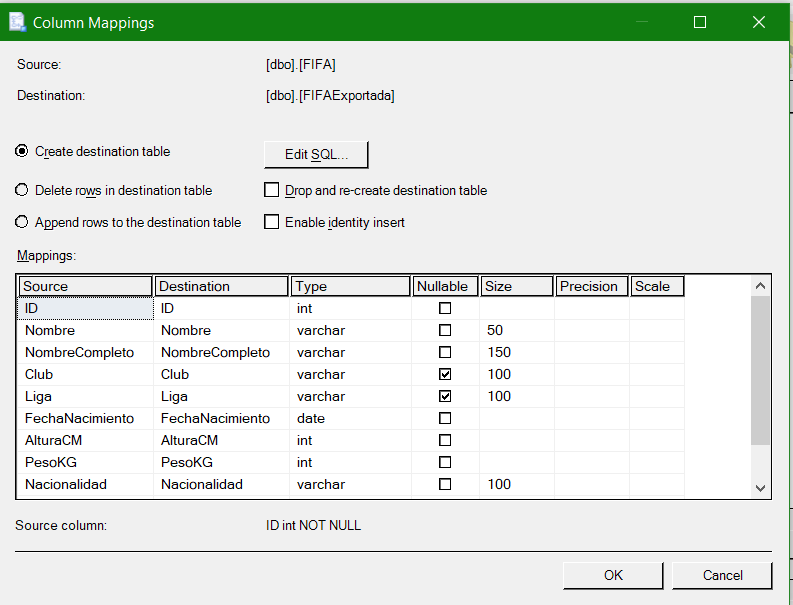 Column Mappings
Source: [dbo].[FIFA]
Destination: [dbo].[FIFAExportada]
Create destination table Edit SQL...
Delete rows in destination table Drop and re-create destination table
Append rows to the destination table Enable identity insert
Mappings:
Source Destination Type Nullable Size Precision Scale
ID ID int
Nombre Nombre varchar 50
NombreCompleto NombreCompleto varchar 150
Club Club varchar 100
Liga Liga varchar 100
FechaNacimiento FechaNacimiento date
AlturaCM AlturaCM int
PesoKG PesoKG int
Nacionalidad Nacionalidad varchar 100
Source column: ID int NOT NULL
OK Cancel